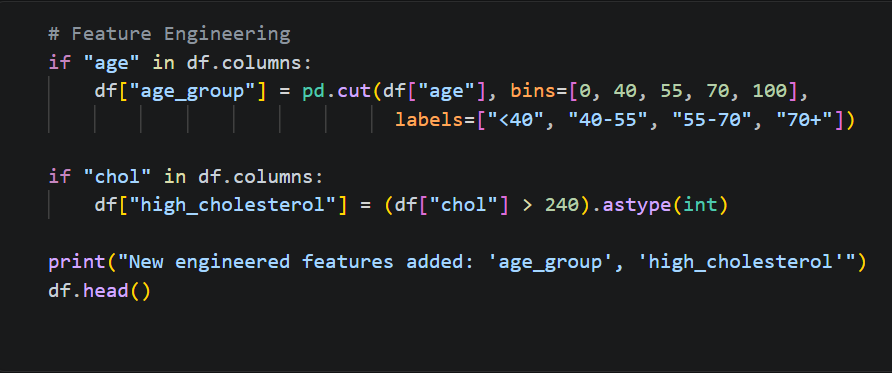 # Feature Engineering
if "age" in df.columns:
    df["age_group"] = pd.cut(df["age"], bins=[0, 40, 55, 70, 100],
                              labels=["<40", "40-55", "55-70", "70+"])

if "chol" in df.columns:
    df["high_cholesterol"] = (df["chol"] > 240).astype(int)

print("New engineered features added: 'age_group', 'high_cholesterol'")
df.head()